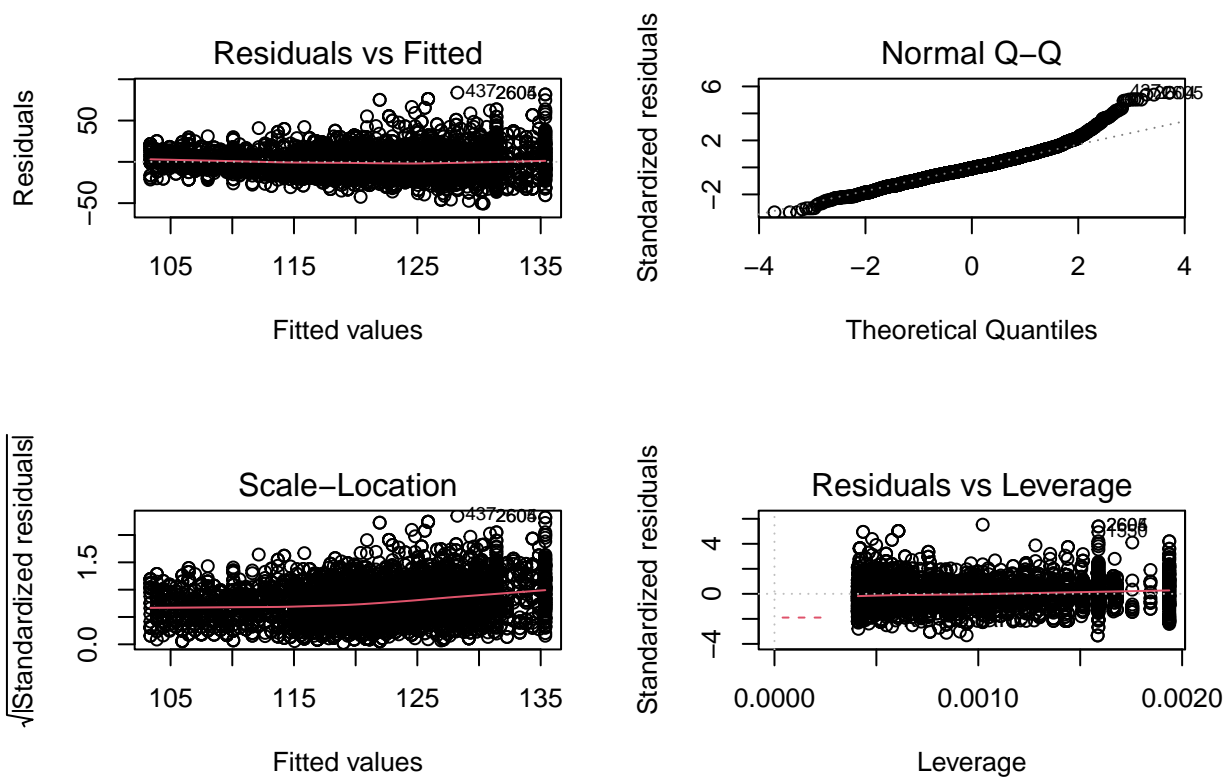 Residuals vs Fitted
Residuals
50
−50
437
105
115
125
135
Fitted values
Normal Q−Q
Standardized residuals
6
2
−2
−4
−2
0
2
4
Theoretical Quantiles
Scale−Location
√|Standardized residuals|
1.5
0.0
437
105
115
125
135
Fitted values
Residuals vs Leverage
Standardized residuals
4
0
−4
0.0000
0.0010
0.0020
Leverage